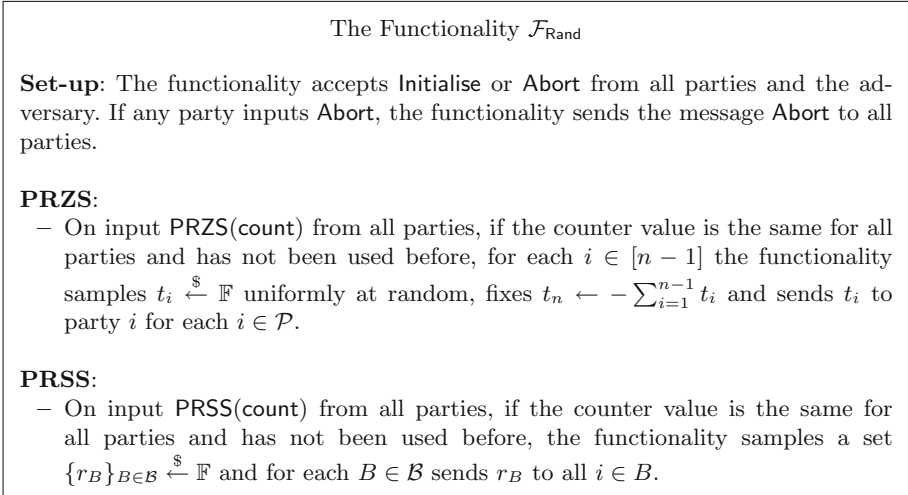 The Functionality 𝓕_Rand
Set-up: The functionality accepts Initialise or Abort from all parties and the ad-
versary. If any party inputs Abort, the functionality sends the message Abort to all
parties.
PRZS:
– On input PRZS(count) from all parties, if the counter value is the same for all
parties and has not been used before, for each i ∈ [n − 1] the functionality
samples t_i ←$ 𝔽 uniformly at random, fixes t_n ← − ∑_{i=1}^{n−1} t_i and sends t_i to
party i for each i ∈ 𝒫.
PRSS:
– On input PRSS(count) from all parties, if the counter value is the same for
all parties and has not been used before, the functionality samples a set
{r_B}_{B∈ℬ} ←$ 𝔽 and for each B ∈ ℬ sends r_B to all i ∈ B.